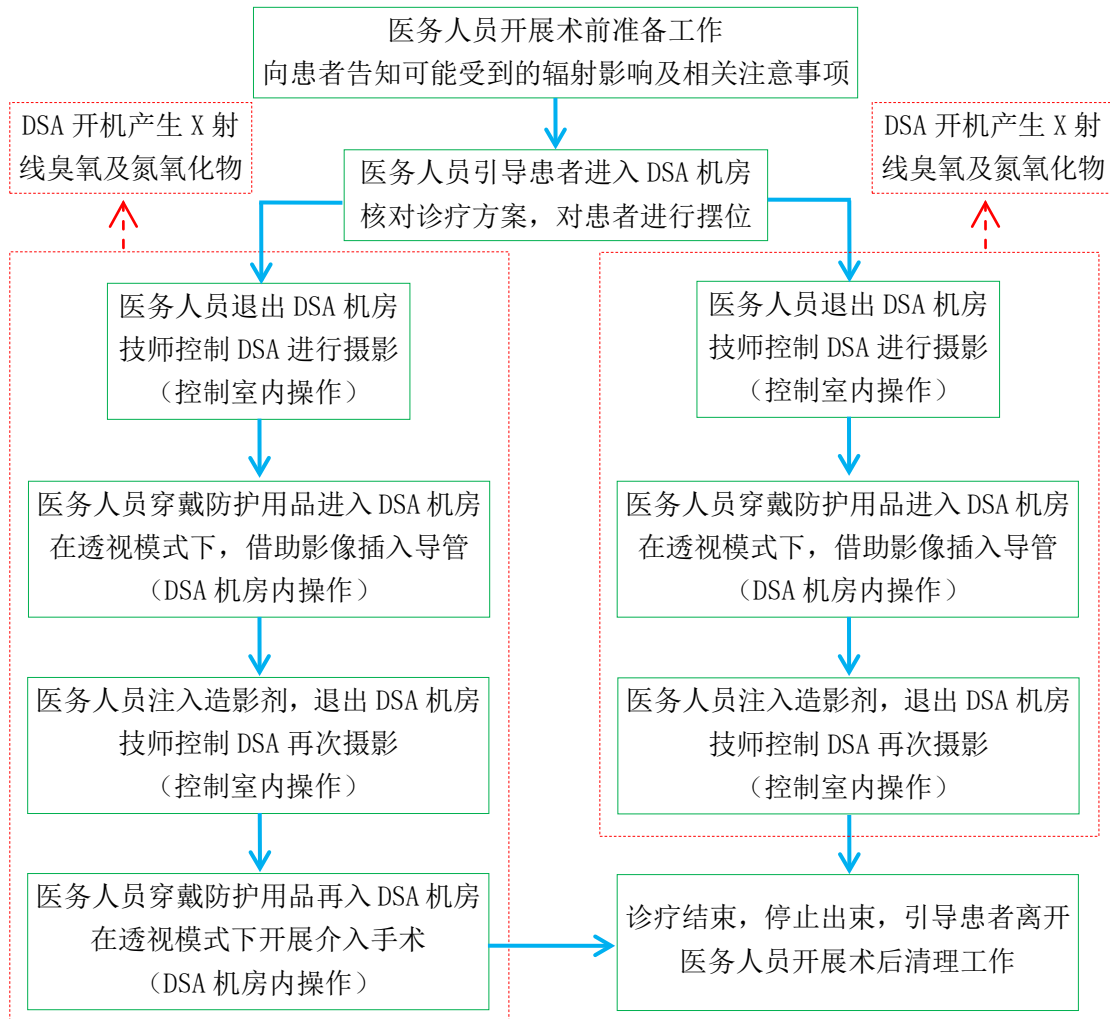 医务人员开展术前准备工作
向患者告知可能受到的辐射影响及相关注意事项
DSA 开机产生 X 射
线臭氧及氮氧化物
DSA 开机产生 X 射
线臭氧及氮氧化物
医务人员引导患者进入 DSA 机房
核对诊疗方案，对患者进行摆位
医务人员退出 DSA 机房
技师控制 DSA 进行摄影
（控制室内操作）
医务人员穿戴防护用品进入 DSA 机房
在透视模式下，借助影像插入导管
（DSA 机房内操作）
医务人员注入造影剂，退出 DSA 机房
技师控制 DSA 再次摄影
（控制室内操作）
医务人员穿戴防护用品再入 DSA 机房
在透视模式下开展介入手术
（DSA 机房内操作）
医务人员退出 DSA 机房
技师控制 DSA 进行摄影
（控制室内操作）
医务人员穿戴防护用品进入 DSA 机房
在透视模式下，借助影像插入导管
（DSA 机房内操作）
医务人员注入造影剂，退出 DSA 机房
技师控制 DSA 再次摄影
（控制室内操作）
诊疗结束，停止出束，引导患者离开
医务人员开展术后清理工作